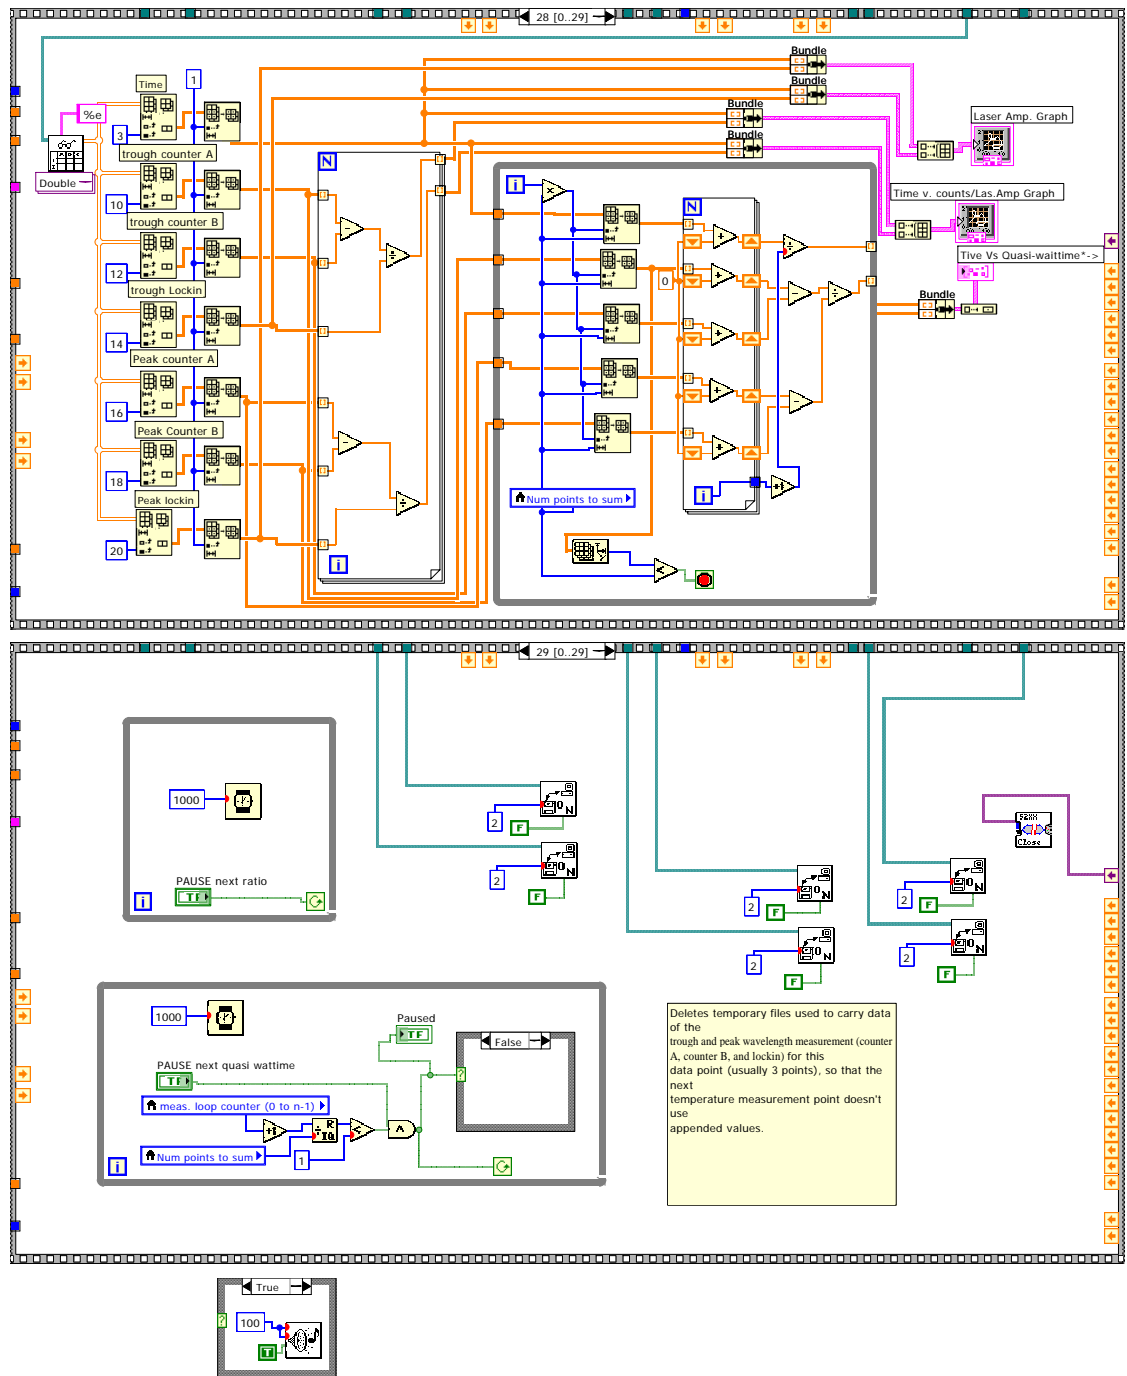 28 [0..29]
Bundle
Time
1
Bundle
%e
Bundle
Laser Amp. Graph
3
Bundle
trough counter A
N
Double
i
Time v. counts/Las.Amp Graph
10
N
trough counter B
Tive Vs Quasi-waittime*->
12
0
trough Lockin
Bundle
14
Peak counter A
16
Peak Counter B
18
i
Num points to sum
Peak lockin
20
i
29 [0..29]
1000
2
F
S2XX
Close
2
PAUSE next ratio
TF
i
F
2
F
2
F
2
F
2
F
1000
Paused
TF
False
Deletes temporary files used to carry data
of the
trough and peak wavelength measurement (counter
A, counter B, and lockin) for this
data point (usually 3 points), so that the
next
temperature measurement point doesn't
use
appended values.
PAUSE next quasi wattime
TF
meas. loop counter (0 to n-1)
R
IQ
Num points to sum
1
i
True
100
T